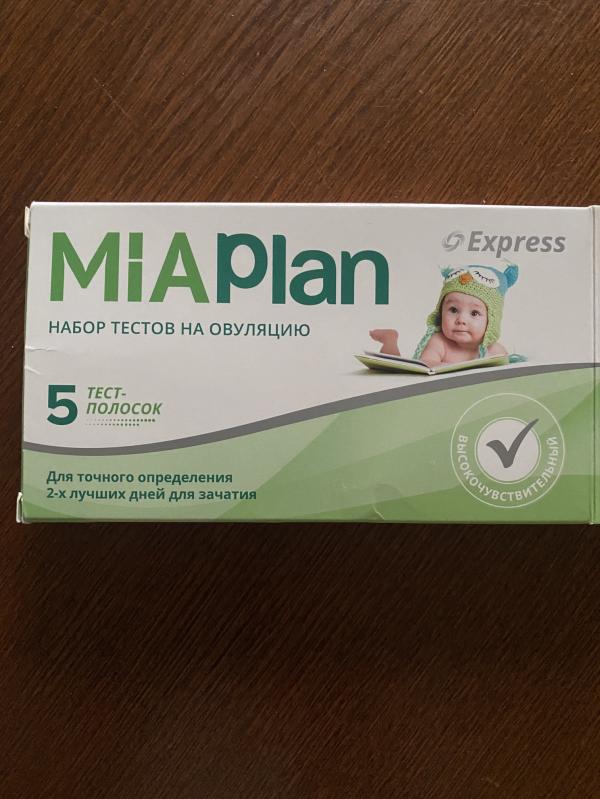 MiAPlan
Express
НАБОР ТЕСТОВ НА ОВУЛЯЦИЮ
5 ТЕСТ-
ПОЛОСОК
Для точного определения
2-х лучших дней для зачатия
ВЫСОКОЧУВСТВИТЕЛЬНЫЙ